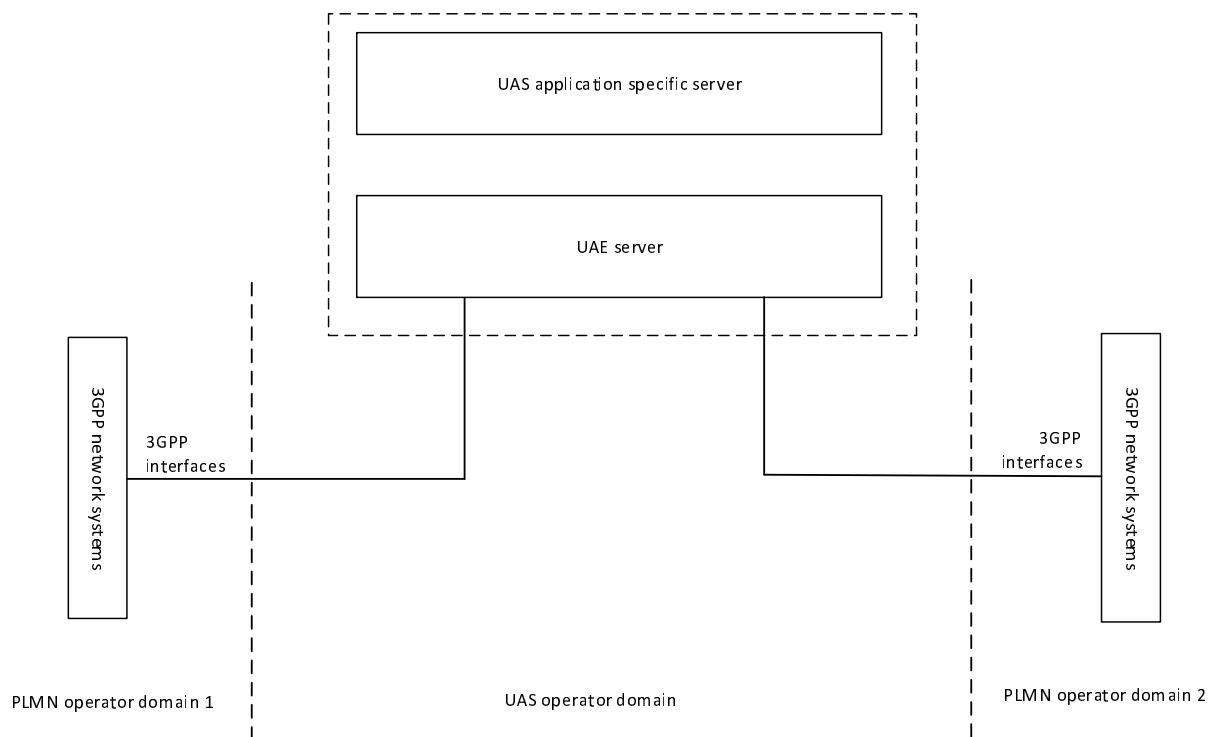 UAS application specific server
UAE server
3GPP network systems
3GPP
interfaces
3GPP
interfaces
3GPP network systems
PLMN operator domain 1
UAS operator domain
PLMN operator domain 2